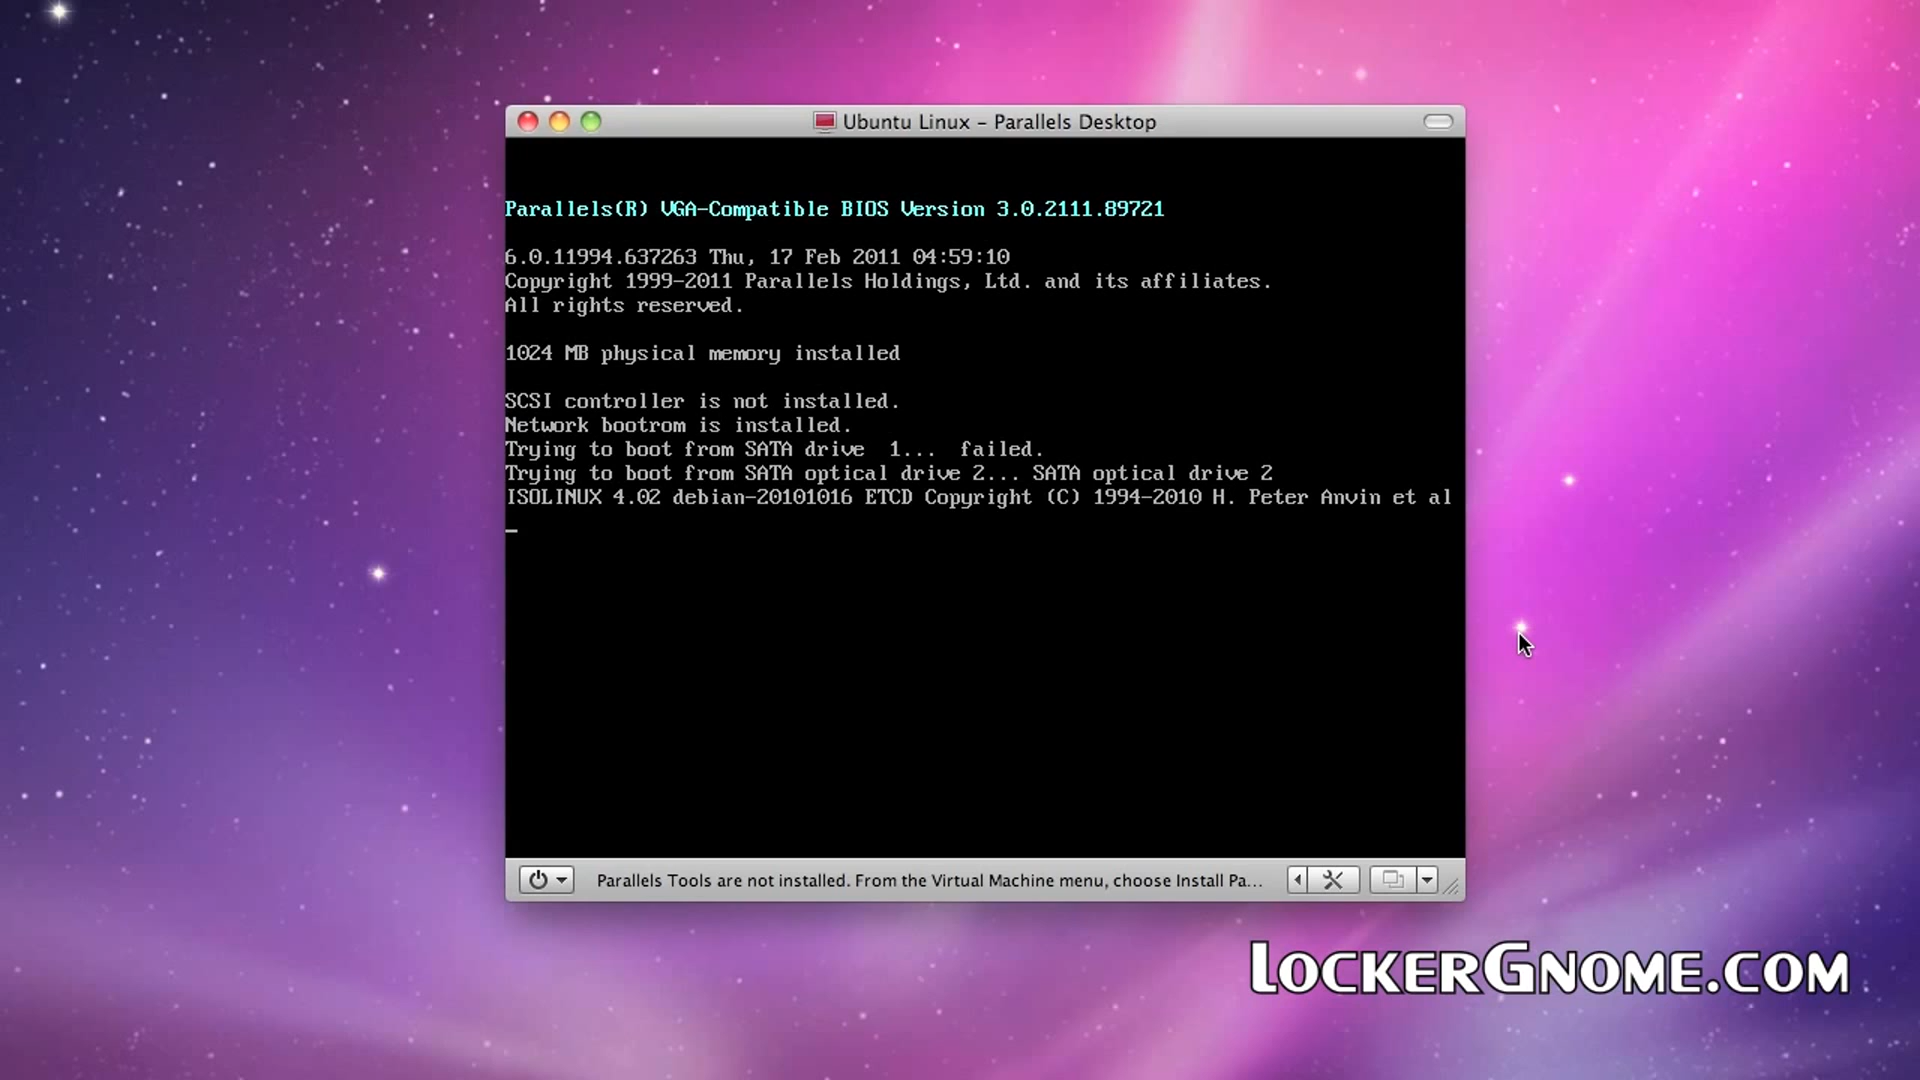 Ubuntu Linux – Parallels Desktop
Parallels(R) VGA-Compatible BIOS Version 3.0.2111.89721
6.0.11994.637263 Thu, 17 Feb 2011 04:59:10
Copyright 1999-2011 Parallels Holdings, Ltd. and its affiliates.
All rights reserved.
1024 MB physical memory installed
SCSI controller is not installed.
Network bootrom is installed.
Trying to boot from SATA drive  1...  failed.
Trying to boot from SATA optical drive 2... SATA optical drive 2
ISOLINUX 4.02 debian-20101016 ETCD Copyright (C) 1994-2010 H. Peter Anvin et al
Parallels Tools are not installed. From the Virtual Machine menu, choose Install Pa...
LOCKERGNOME.COM